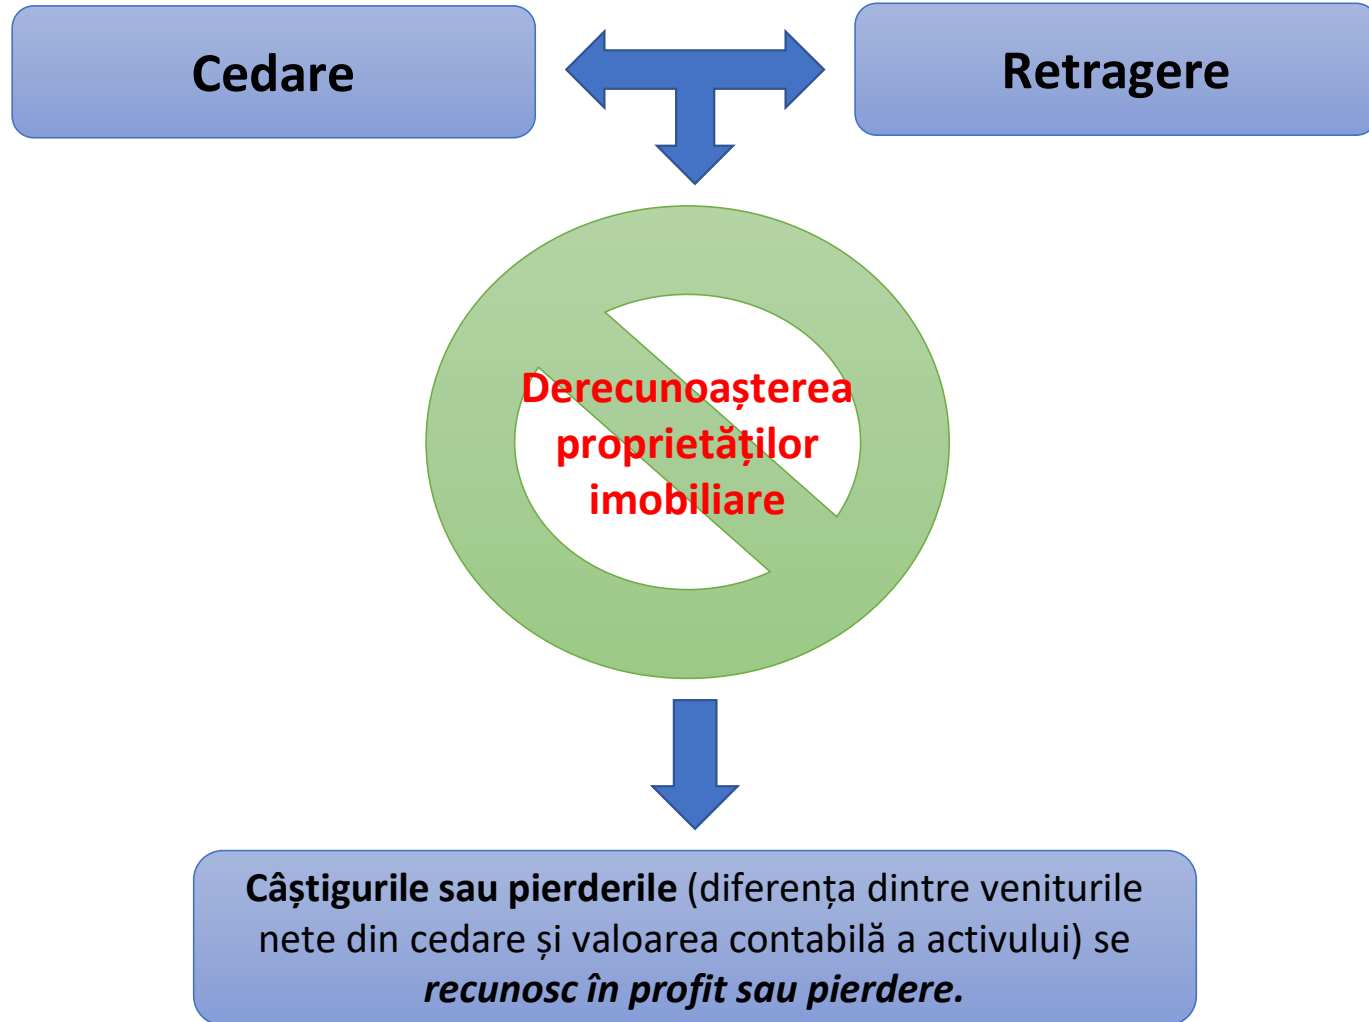 Cedare
Retragere
Derecunoașterea
proprietăților
imobiliare
Câștigurile sau pierderile (diferența dintre veniturile
nete din cedare și valoarea contabilă a activului) se
recunosc în profit sau pierdere.